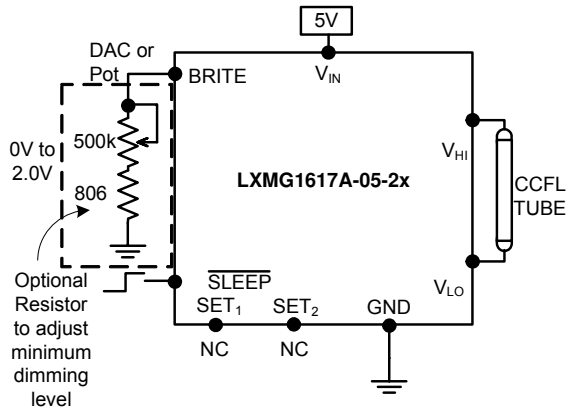 5V
DAC or
Pot
BRITE
V_IN
500k
0V to
2.0V
806
LXMG1617A-05-2x
V_HI
CCFL
TUBE
V_LO
Optional
Resistor
to adjust
minimum
dimming
level
SLEEP
SET_1
SET_2
GND
NC
NC